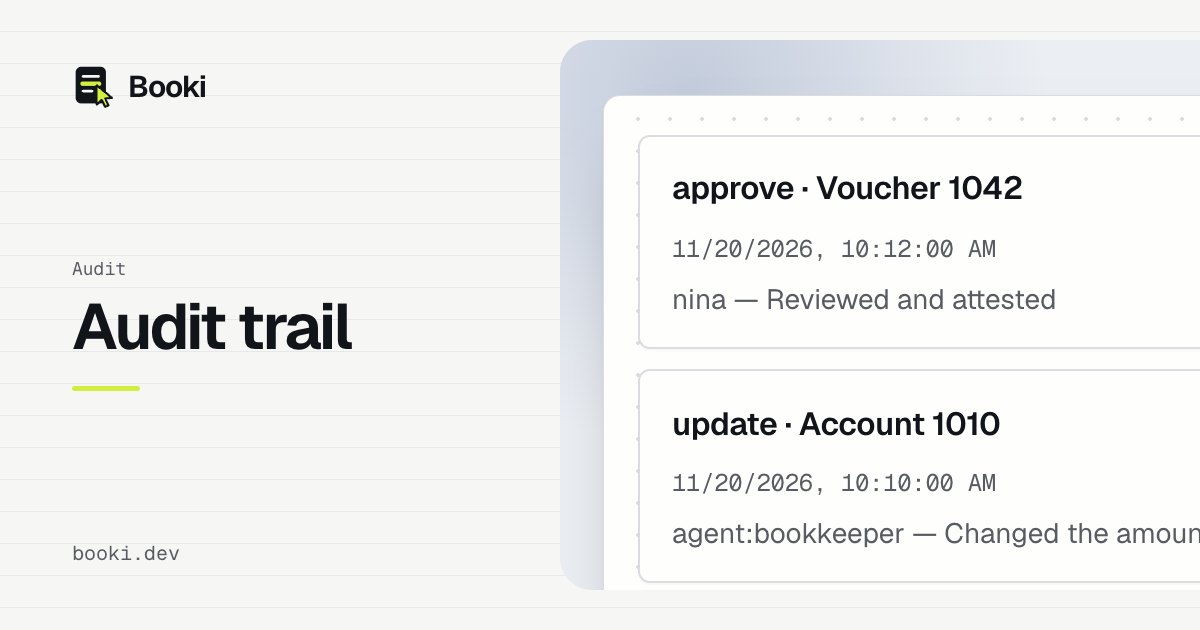 Booki
Audit
Audit trail
booki.dev
approve · Voucher 1042
11/20/2026, 10:12:00 AM
nina — Reviewed and attested
update · Account 1010
11/20/2026, 10:10:00 AM
agent:bookkeeper — Changed the